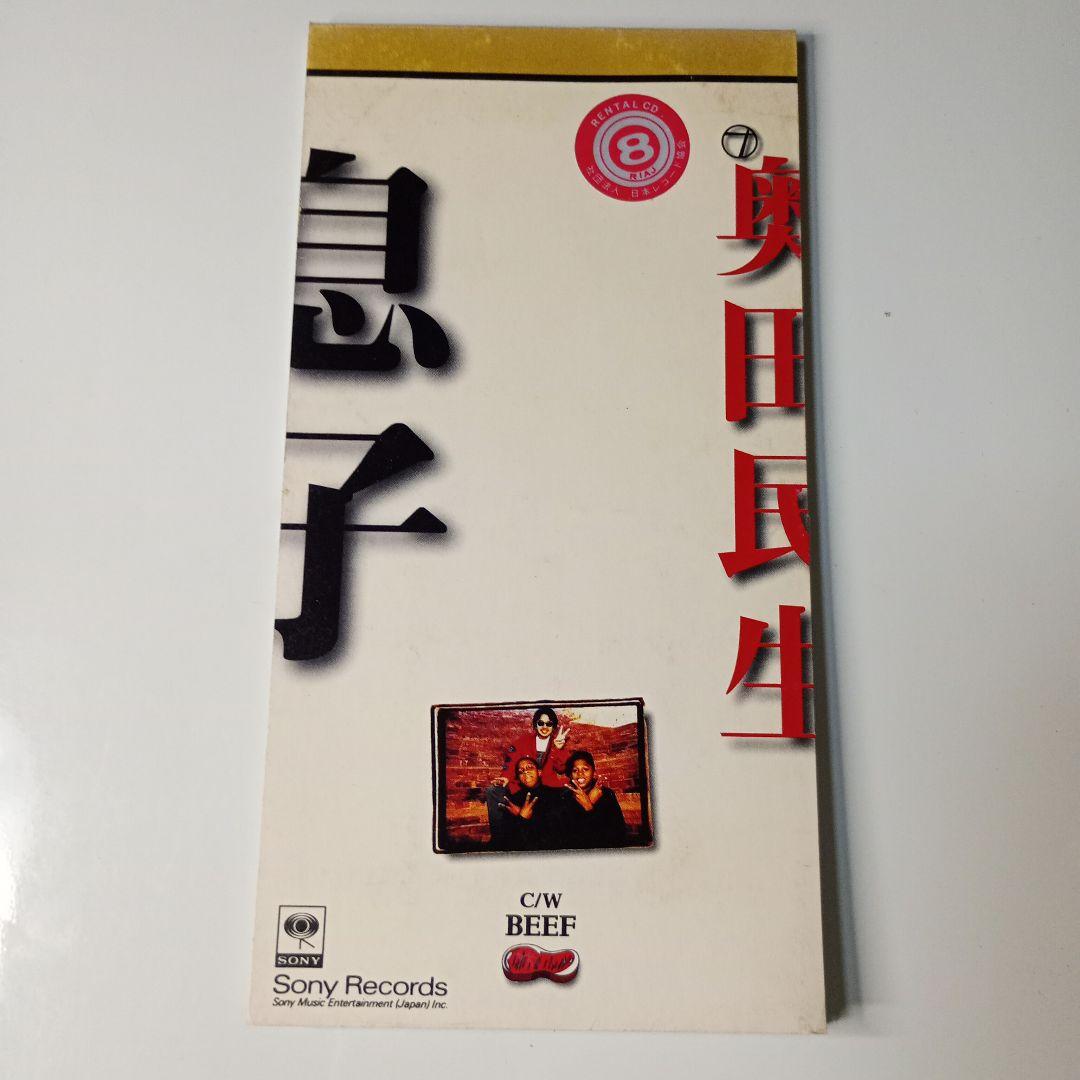 RENTAL CD.
8
RIAJ
社団法人 日本レコード協会
奥田民生
息子
C/W
BEEF
SONY
Sony Records
Sony Music Entertainment (Japan) Inc.